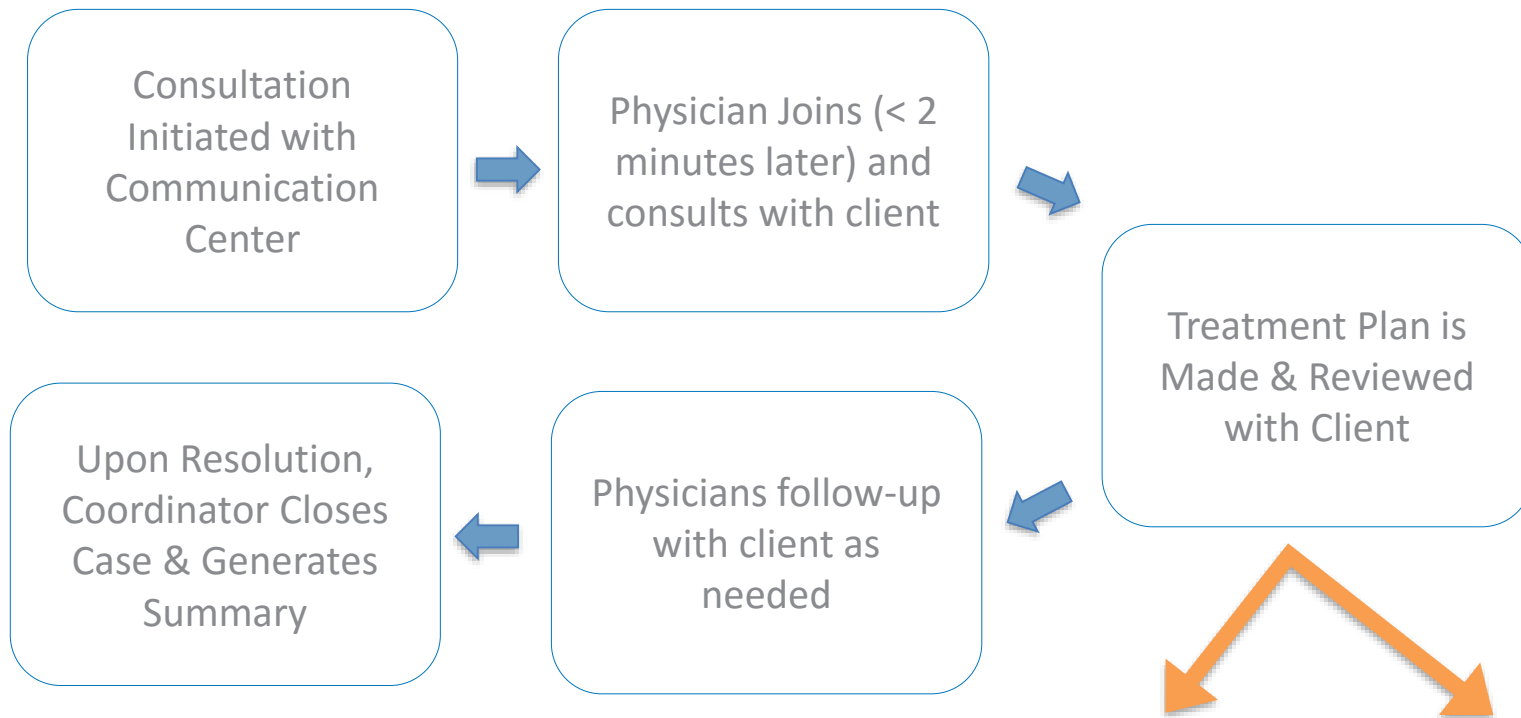 Consultation
Initiated with
Communication
Center
Physician Joins (< 2
minutes later) and
consults with client
Treatment Plan is
Made & Reviewed
with Client
Physicians follow-up
with client as
needed
Upon Resolution,
Coordinator Closes
Case & Generates
Summary